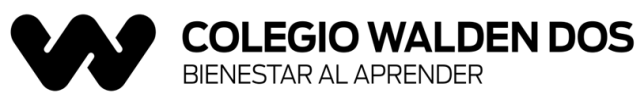 COLEGIO WALDEN DOS
BIENESTAR AL APRENDER